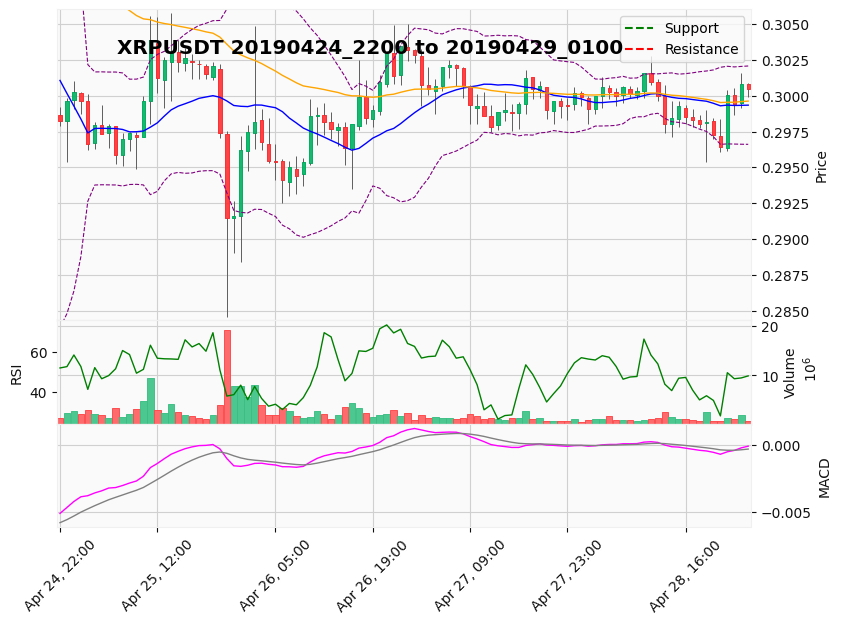 XRPUSDT 20190424_2200 to 20190429_0100
Support
Resistance
0.3050
0.3025
0.3000
0.2975
0.2950
0.2925
0.2900
0.2875
0.2850
Price
RSI
60
40
20
10
Volume
10⁶
0.000
−0.005
MACD
Apr 24, 22:00
Apr 25, 12:00
Apr 26, 05:00
Apr 26, 19:00
Apr 27, 09:00
Apr 27, 23:00
Apr 28, 16:00